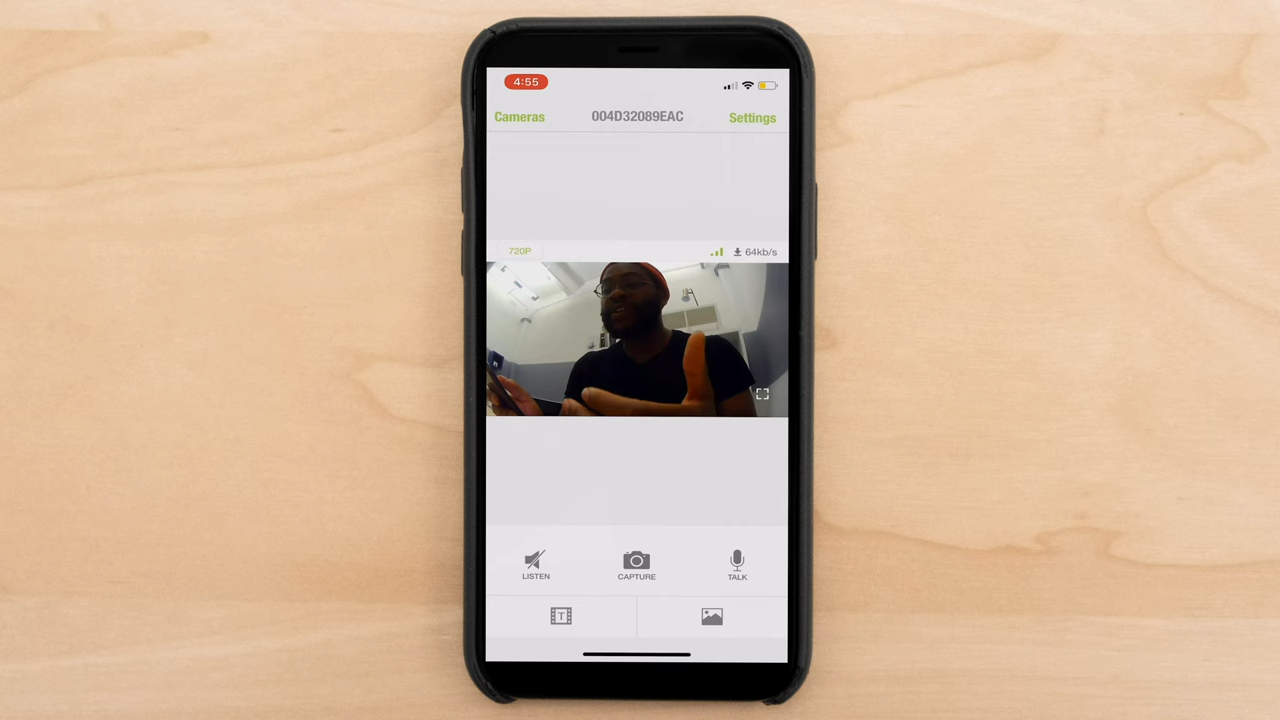 4:55
Cameras 004D32089EAC Settings
720P 64kb/s
LISTEN CAPTURE TALK
T